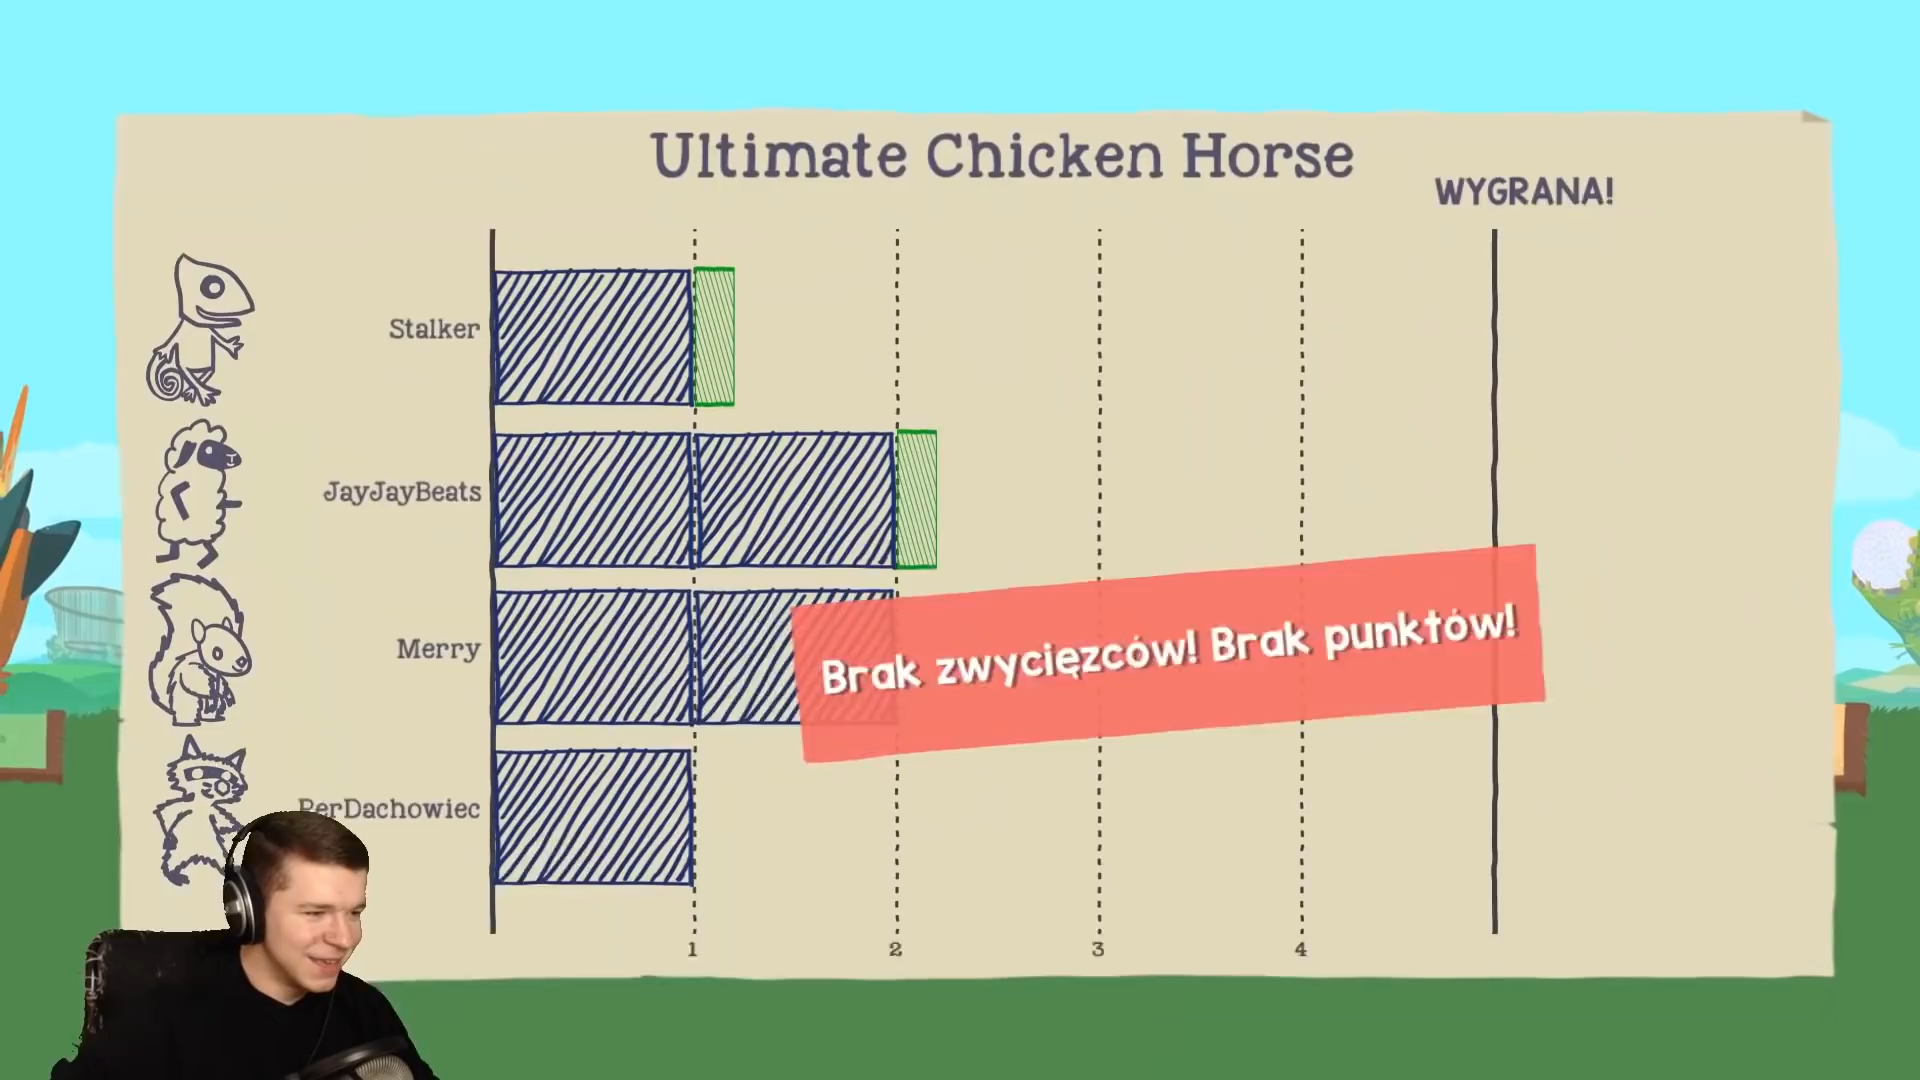 Ultimate Chicken Horse
WYGRANA!
Stalker
JayJayBeats
Merry
Brak zwycięzców! Brak punktów!
PerDachowiec
1 2 3 4